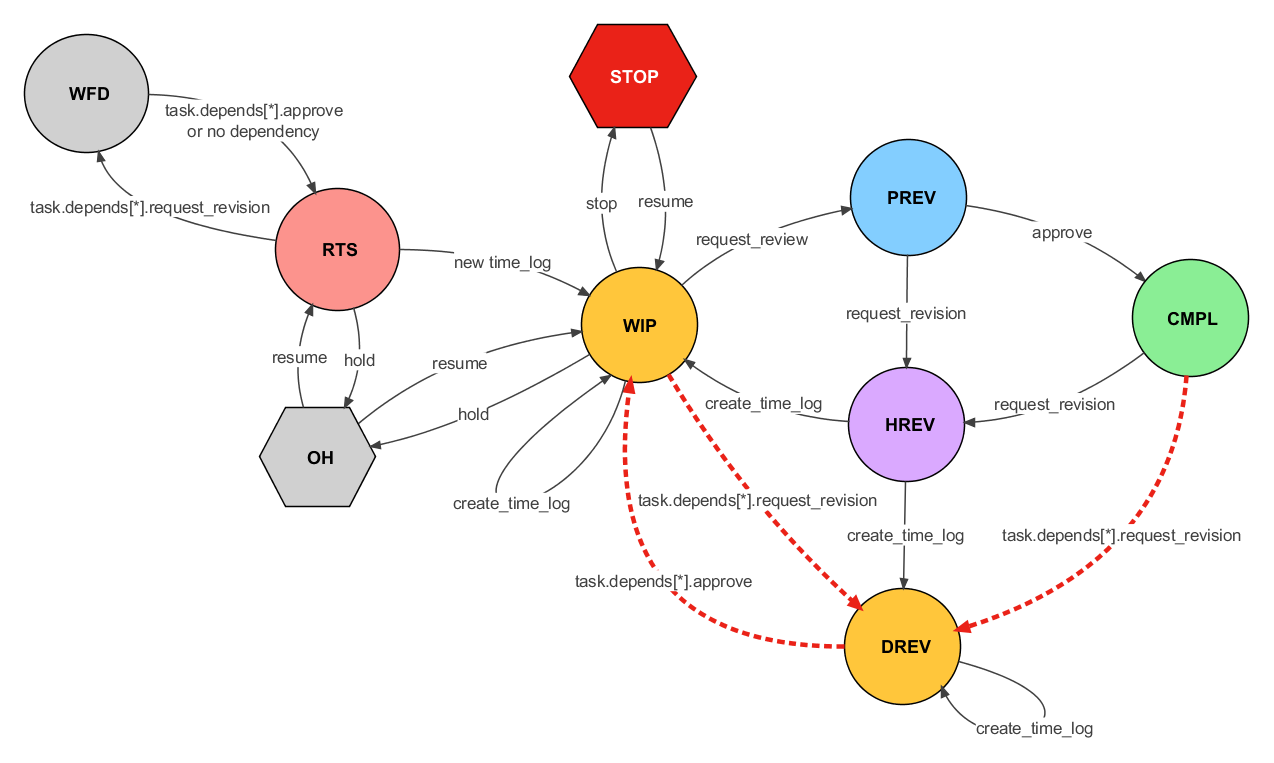 STOP
WFD
task.depends[*].approve
or no dependency
PREV
task.depends[*].request_revision
stop
resume
request_review
approve
RTS
new time_log
WIP
request_revision
CMPL
resume
hold
resume
create_time_log
request_revision
hold
HREV
OH
create_time_log
task.depends[*].request_revision
create_time_log
task.depends[*].request_revision
task.depends[*].approve
DREV
create_time_log